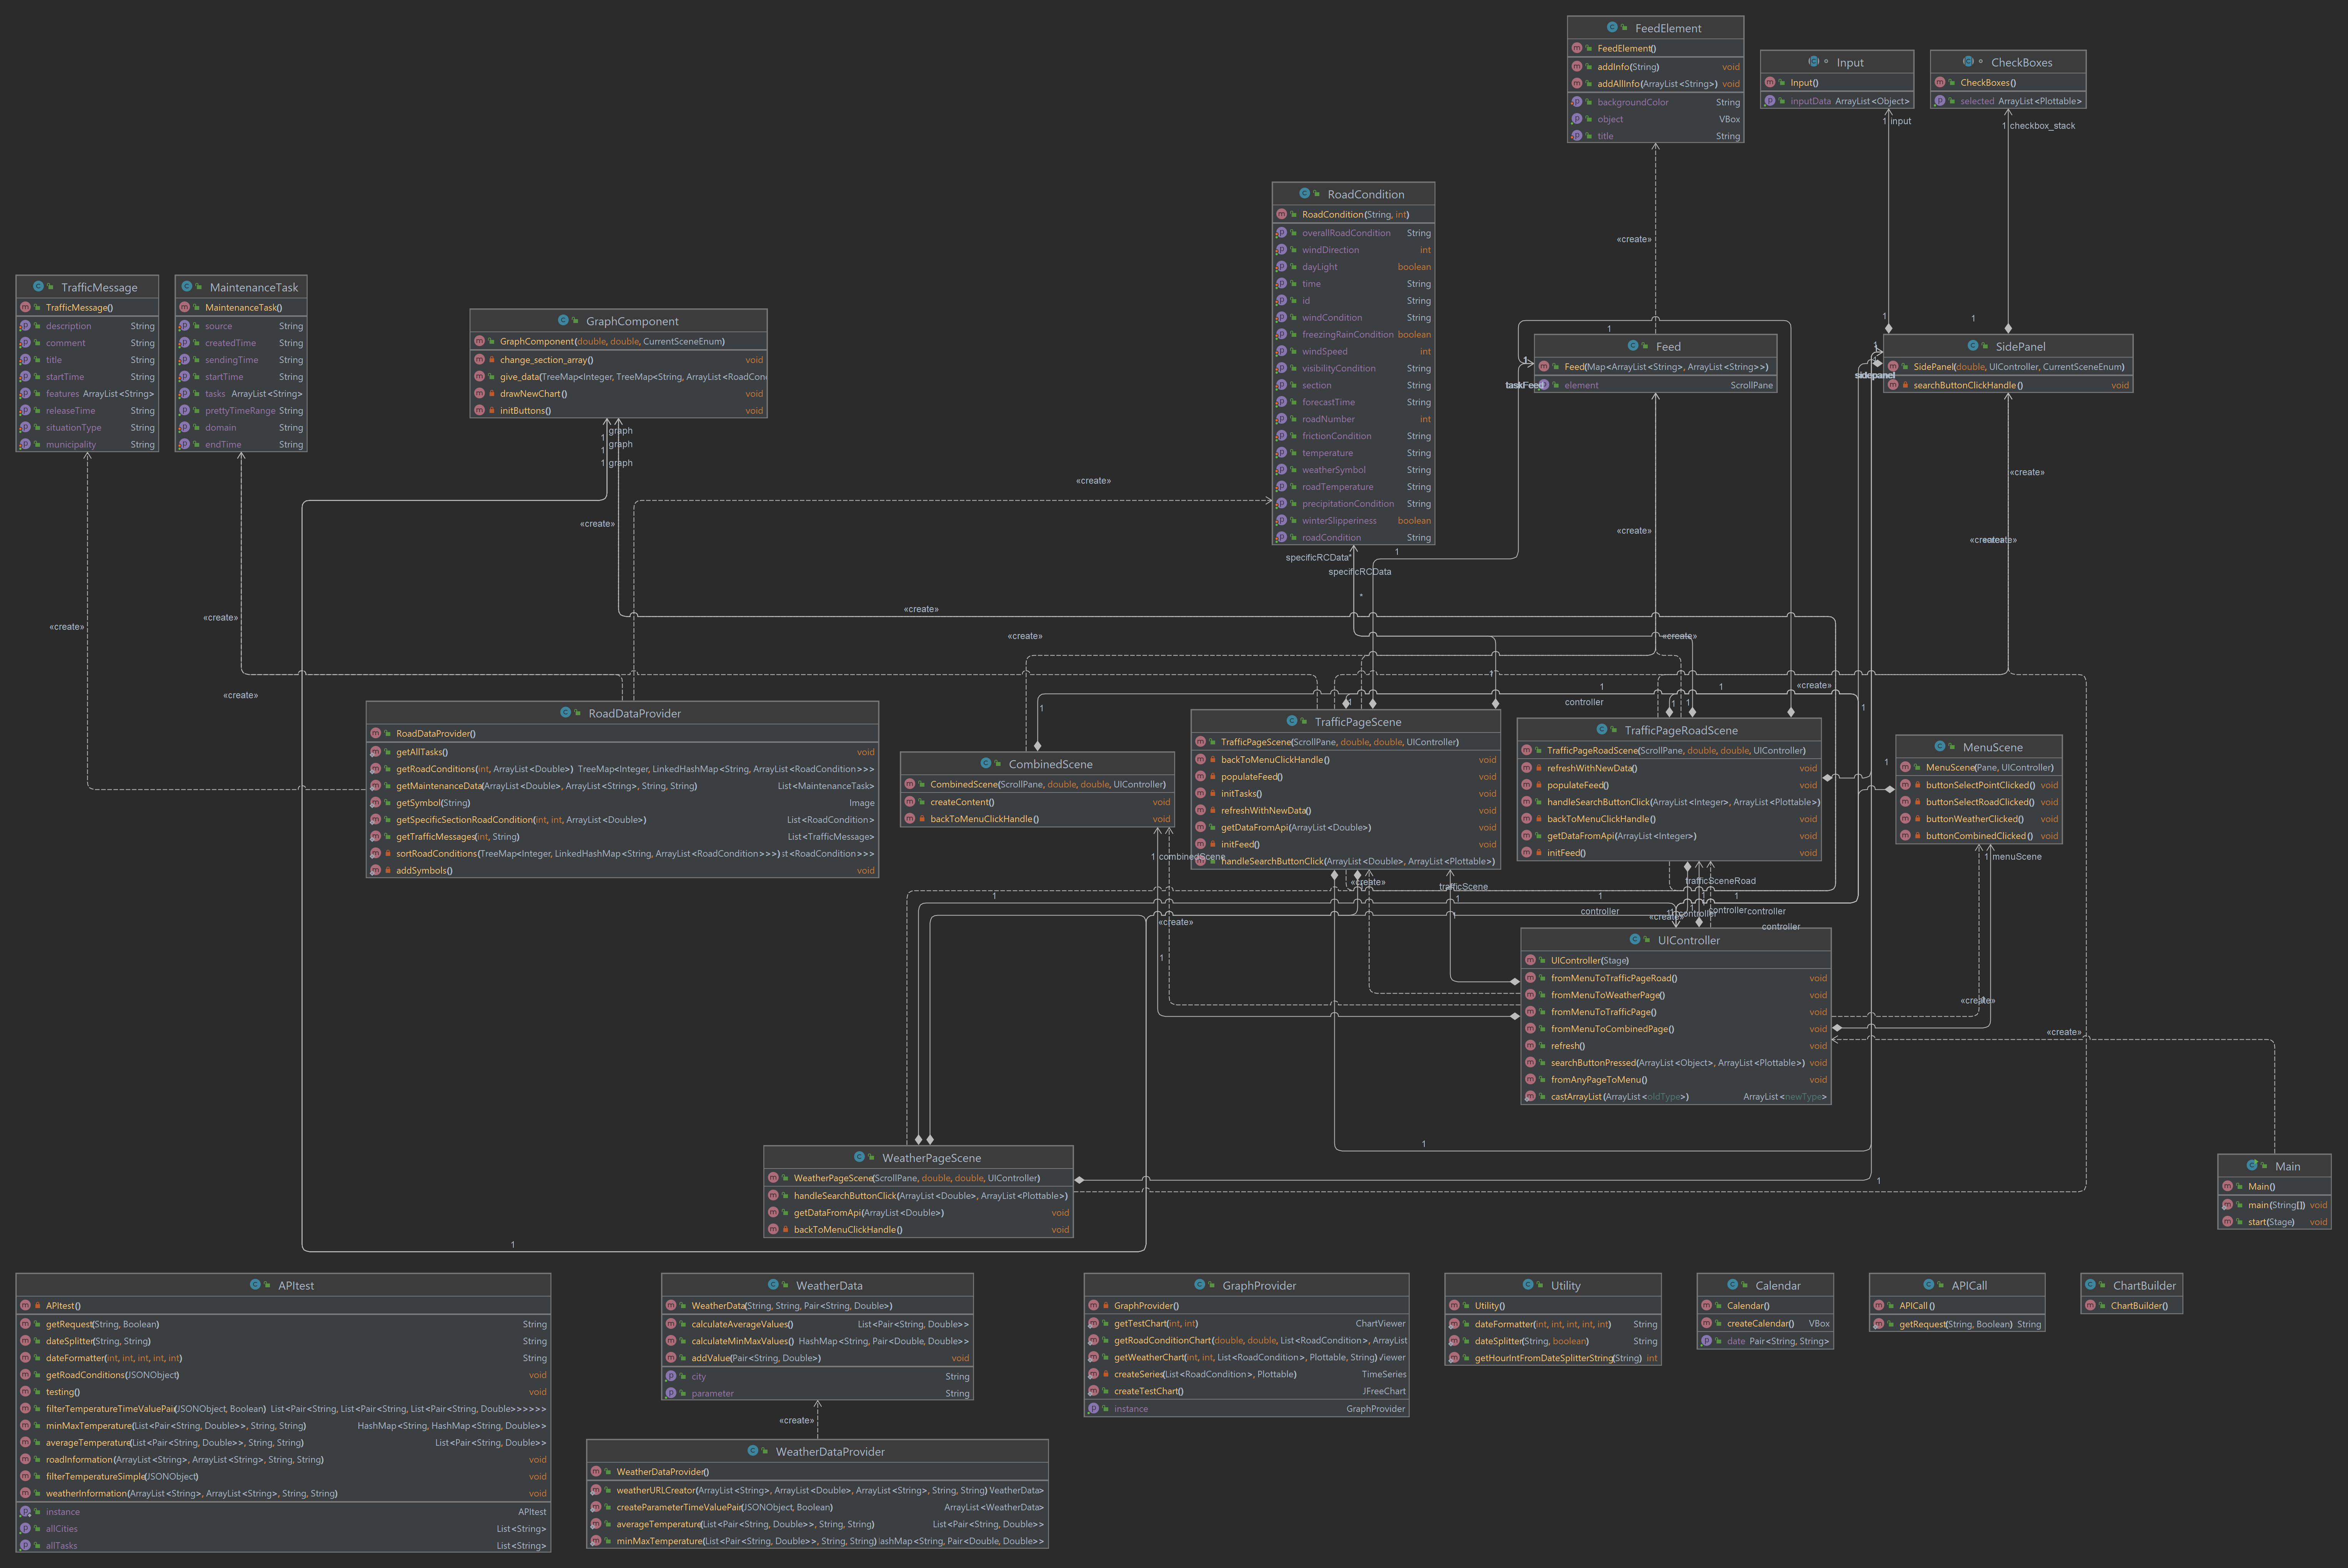 FeedElement
FeedElement()
addInfo(String) void
addAllInfo(ArrayList<String>) void
backgroundColor String
object VBox
title String
Input
Input()
inputData ArrayList<Object>
CheckBoxes
CheckBoxes()
selected ArrayList<Plottable>
1 input
1 checkbox_stack
«create»
RoadCondition
RoadCondition(String, int)
overallRoadCondition String
windDirection int
dayLight boolean
time String
id String
windCondition String
freezingRainCondition boolean
windSpeed int
visibilityCondition String
section String
forecastTime String
roadNumber int
frictionCondition String
temperature String
weatherSymbol String
roadTemperature String
precipitationCondition String
winterSlipperiness boolean
roadCondition String
TrafficMessage
TrafficMessage()
description String
comment String
title String
startTime String
features ArrayList<String>
releaseTime String
situationType String
municipality String
MaintenanceTask
MaintenanceTask()
source String
createdTime String
sendingTime String
startTime String
tasks ArrayList<String>
prettyTimeRange String
domain String
endTime String
GraphComponent
GraphComponent(double, double, CurrentSceneEnum)
change_section_array() void
give_data(TreeMap<Integer, TreeMap<String, ArrayList<RoadCon
drawNewChart() void
initButtons() void
1
1
1
Feed
Feed(Map<ArrayList<String>, ArrayList<String>>)
element ScrollPane
taskFeed
1
SidePanel
SidePanel(double, UIController, CurrentSceneEnum)
searchButtonClickHandle() void
sidepanel
1 graph
1 graph
1 graph
«create»
«create»
«create»
«create»
«create»
specificRCData*
specificRCData
1
*
«create»
«create»
«create»
«create»
«create»
«create»
«create»
1
1
1
controller
RoadDataProvider
RoadDataProvider()
getAllTasks() void
getRoadConditions(int, ArrayList<Double>) TreeMap<Integer, LinkedHashMap<String, ArrayList<RoadCondition>>>
getMaintenanceData(ArrayList<Double>, ArrayList<String>, String, String) List<MaintenanceTask>
getSymbol(String) Image
getSpecificSectionRoadCondition(int, int, ArrayList<Double>) List<RoadCondition>
getTrafficMessages(int, String) List<TrafficMessage>
sortRoadConditions(TreeMap<Integer, LinkedHashMap<String, ArrayList<RoadCondition>>>) st<RoadCondition>>>
addSymbols() void
CombinedScene
CombinedScene(ScrollPane, double, double, UIController)
createContent() void
backToMenuClickHandle() void
TrafficPageScene
TrafficPageScene(ScrollPane, double, double, UIController)
backToMenuClickHandle() void
populateFeed() void
initTasks() void
refreshWithNewData() void
getDataFromApi(ArrayList<Double>) void
initFeed() void
handleSearchButtonClick(ArrayList<Double>, ArrayList<Plottable>)
TrafficPageRoadScene
TrafficPageRoadScene(ScrollPane, double, double, UIController)
refreshWithNewData() void
populateFeed() void
handleSearchButtonClick(ArrayList<Integer>, ArrayList<Plottable>)
backToMenuClickHandle() void
getDataFromApi(ArrayList<Integer>) void
initFeed() void
MenuScene
MenuScene(Pane, UIController)
buttonSelectPointClicked() void
buttonSelectRoadClicked() void
buttonWeatherClicked() void
buttonCombinedClicked() void
1 combinedScene
1 menuScene
«create»
trafficScene
trafficSceneRoad
«create»
controller
controller
controller
controller
UIController
UIController(Stage)
fromMenuToTrafficPageRoad() void
fromMenuToWeatherPage() void
fromMenuToTrafficPage() void
fromMenuToCombinedPage() void
refresh() void
searchButtonPressed(ArrayList<Object>, ArrayList<Plottable>) void
fromAnyPageToMenu() void
castArrayList(ArrayList<oldType>) ArrayList<newType>
«create»
«create»
WeatherPageScene
WeatherPageScene(ScrollPane, double, double, UIController)
handleSearchButtonClick(ArrayList<Double>, ArrayList<Plottable>)
getDataFromApi(ArrayList<Double>) void
backToMenuClickHandle() void
1
1
1
Main
Main()
main(String[]) void
start(Stage) void
APItest
APItest()
getRequest(String, Boolean) String
dateSplitter(String, String) String
dateFormatter(int, int, int, int, int) String
getRoadConditions(JSONObject) void
testing() void
filterTemperatureTimeValuePair(JSONObject, Boolean) List<Pair<String, List<Pair<String, List<Pair<String, Double>>>>>>
minMaxTemperature(List<Pair<String, Double>>, String, String) HashMap<String, HashMap<String, Double>>
averageTemperature(List<Pair<String, Double>>, String, String) List<Pair<String, Double>>
roadInformation(ArrayList<String>, ArrayList<String>, String, String) void
filterTemperatureSimple(JSONObject) void
weatherInformation(ArrayList<String>, ArrayList<String>, String, String) void
instance APItest
allCities List<String>
allTasks List<String>
WeatherData
WeatherData(String, String, Pair<String, Double>)
calculateAverageValues() List<Pair<String, Double>>
calculateMinMaxValues() HashMap<String, Pair<Double, Double>>
addValue(Pair<String, Double>) void
city String
parameter String
«create»
WeatherDataProvider
WeatherDataProvider()
weatherURLCreator(ArrayList<String>, ArrayList<Double>, ArrayList<String>, String, String) WeatherData>
createParameterTimeValuePair(JSONObject, Boolean) ArrayList<WeatherData>
averageTemperature(List<Pair<String, Double>>, String, String) List<Pair<String, Double>>
minMaxTemperature(List<Pair<String, Double>>, String, String) HashMap<String, Pair<Double, Double>>
GraphProvider
GraphProvider()
getTestChart(int, int) ChartViewer
getRoadConditionChart(double, double, List<RoadCondition>, ArrayList
getWeatherChart(int, int, List<RoadCondition>, Plottable, String) Viewer
createSeries(List<RoadCondition>, Plottable) TimeSeries
createTestChart() JFreeChart
instance GraphProvider
Utility
Utility()
dateFormatter(int, int, int, int, int) String
dateSplitter(String, boolean) String
getHourIntFromDateSplitterString(String) int
Calendar
Calendar()
createCalendar() VBox
date Pair<String, String>
APICall
APICall()
getRequest(String, Boolean) String
ChartBuilder
ChartBuilder()